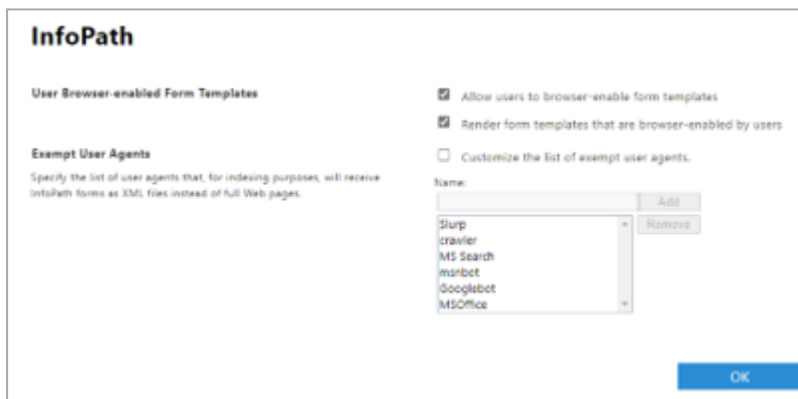 InfoPath
User Browser-enabled Form Templates
Allow users to browser-enable form templates
Render form templates that are browser-enabled by users
Exempt User Agents
Specify the list of user agents that, for indexing purposes, will receive
InfoPath forms as XML files instead of full Web pages.
Customize the list of exempt user agents.
Name:
Add
Slurp
crawler
MS Search
msnbot
Googlebot
MSOffice
Remove
OK